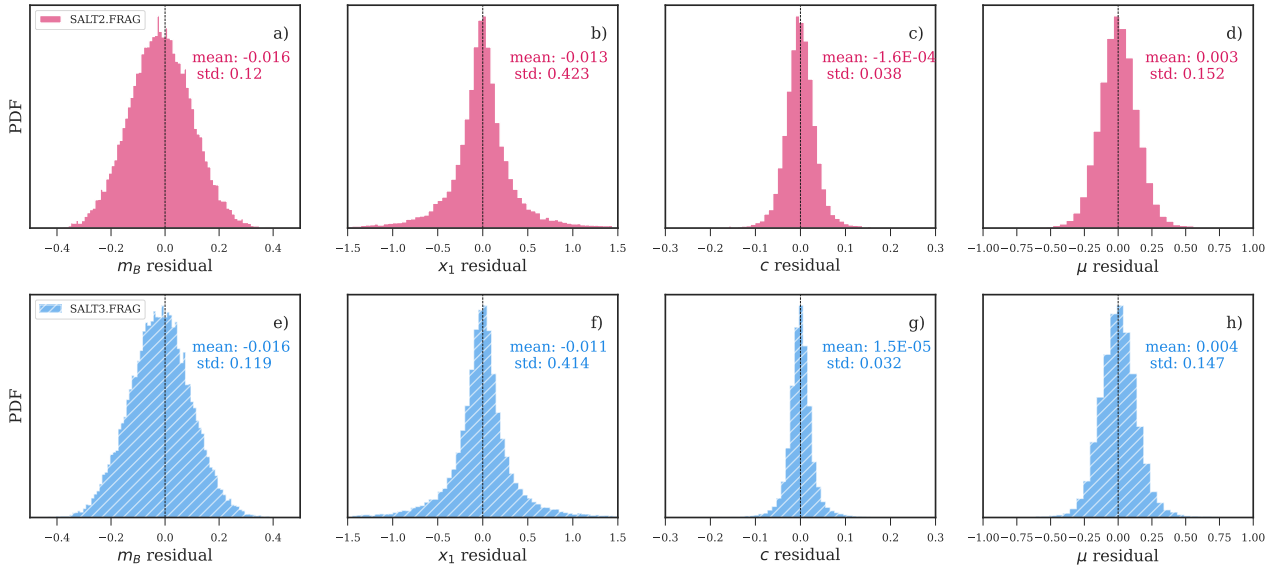 SALT2.FRAG
a)
mean: -0.016
std: 0.12
b)
mean: -0.013
std: 0.423
c)
mean: -1.6E-04
std: 0.038
d)
mean: 0.003
std: 0.152
PDF
−0.4 −0.2 0.0 0.2 0.4
−1.5 −1.0 −0.5 0.0 0.5 1.0 1.5
−0.3 −0.2 −0.1 0.0 0.1 0.2 0.3
−1.00 −0.75 −0.50 −0.25 0.00 0.25 0.50 0.75 1.00
m_B residual
x_1 residual
c residual
μ residual
SALT3.FRAG
e)
mean: -0.016
std: 0.119
f)
mean: -0.011
std: 0.414
g)
mean: 1.5E-05
std: 0.032
h)
mean: 0.004
std: 0.147
PDF
−0.4 −0.2 0.0 0.2 0.4
−1.5 −1.0 −0.5 0.0 0.5 1.0 1.5
−0.3 −0.2 −0.1 0.0 0.1 0.2 0.3
−1.00 −0.75 −0.50 −0.25 0.00 0.25 0.50 0.75 1.00
m_B residual
x_1 residual
c residual
μ residual